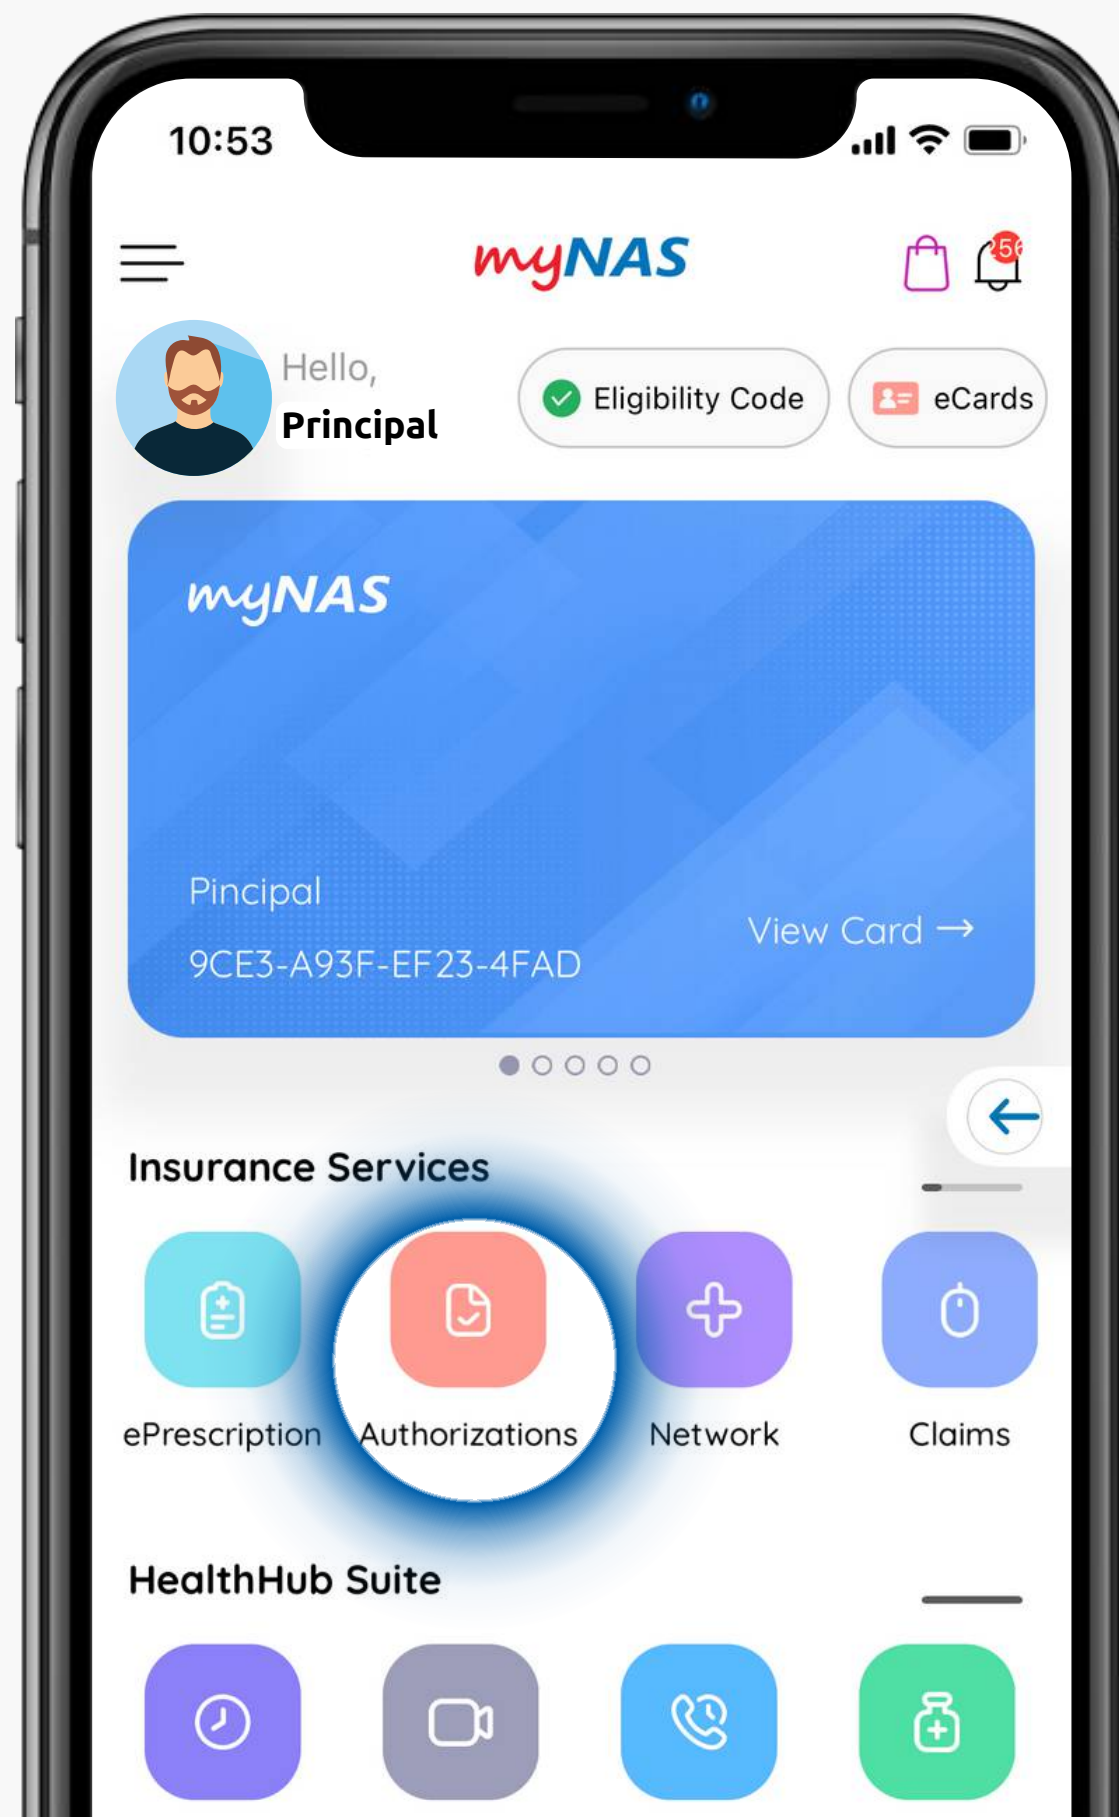 10:53
myNAS
256
Hello,
Principal
Eligibility Code
eCards
myNAS
Pincipal
9CE3-A93F-EF23-4FAD
View Card →
Insurance Services
ePrescription
Authorizations
Network
Claims
HealthHub Suite